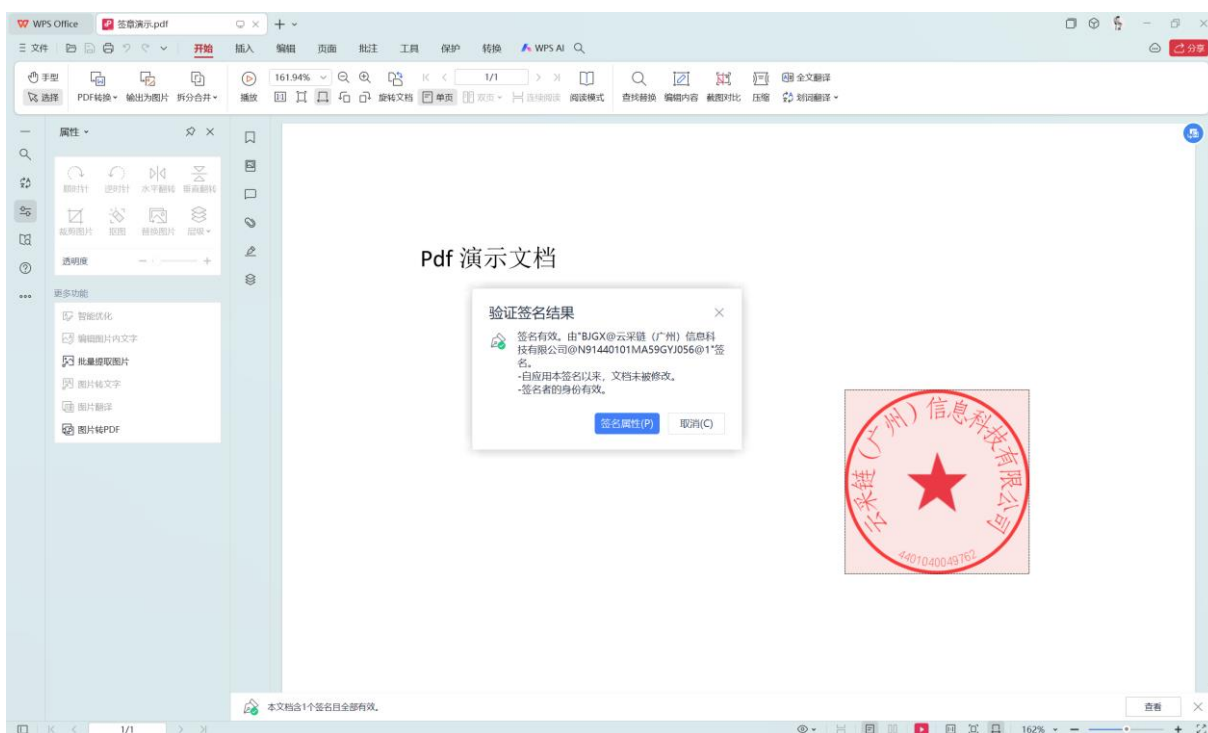 WPS Office 签章演示.pdf
文件 开始 插入 编辑 页面 批注 工具 保护 转换 WPS AI 分享
手型 161.94% 1/1 全文翻译
选择 PDF转换 输出为图片 拆分合并 播放 旋转文档 单页 双页 连续阅读 阅读模式 查找替换 编辑内容 截图对比 压缩 划词翻译
属性
顺时针 逆时针 水平翻转 垂直翻转
裁剪图片 抠图 替换图片 层级
透明度
更多功能
智能优化
编辑图片内文字
批量提取图片
图片转文字
图片翻译
图片转PDF
Pdf 演示文档
验证签名结果
签名有效。由"BJGX@云采链（广州）信息科
技有限公司@N91440101MA59GYJ056@1"签
名。
-自应用本签名以来，文档未被修改。
-签名者的身份有效。
签名属性(P) 取消(C)
云采链（广州）信息科技有限公司
4401040049762
本文档含1个签名且全部有效。 查看
1/1 162%